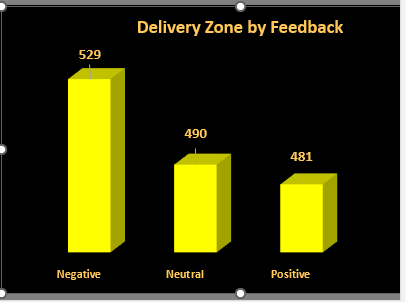 Delivery Zone by Feedback
529
490
481
Negative
Neutral
Positive